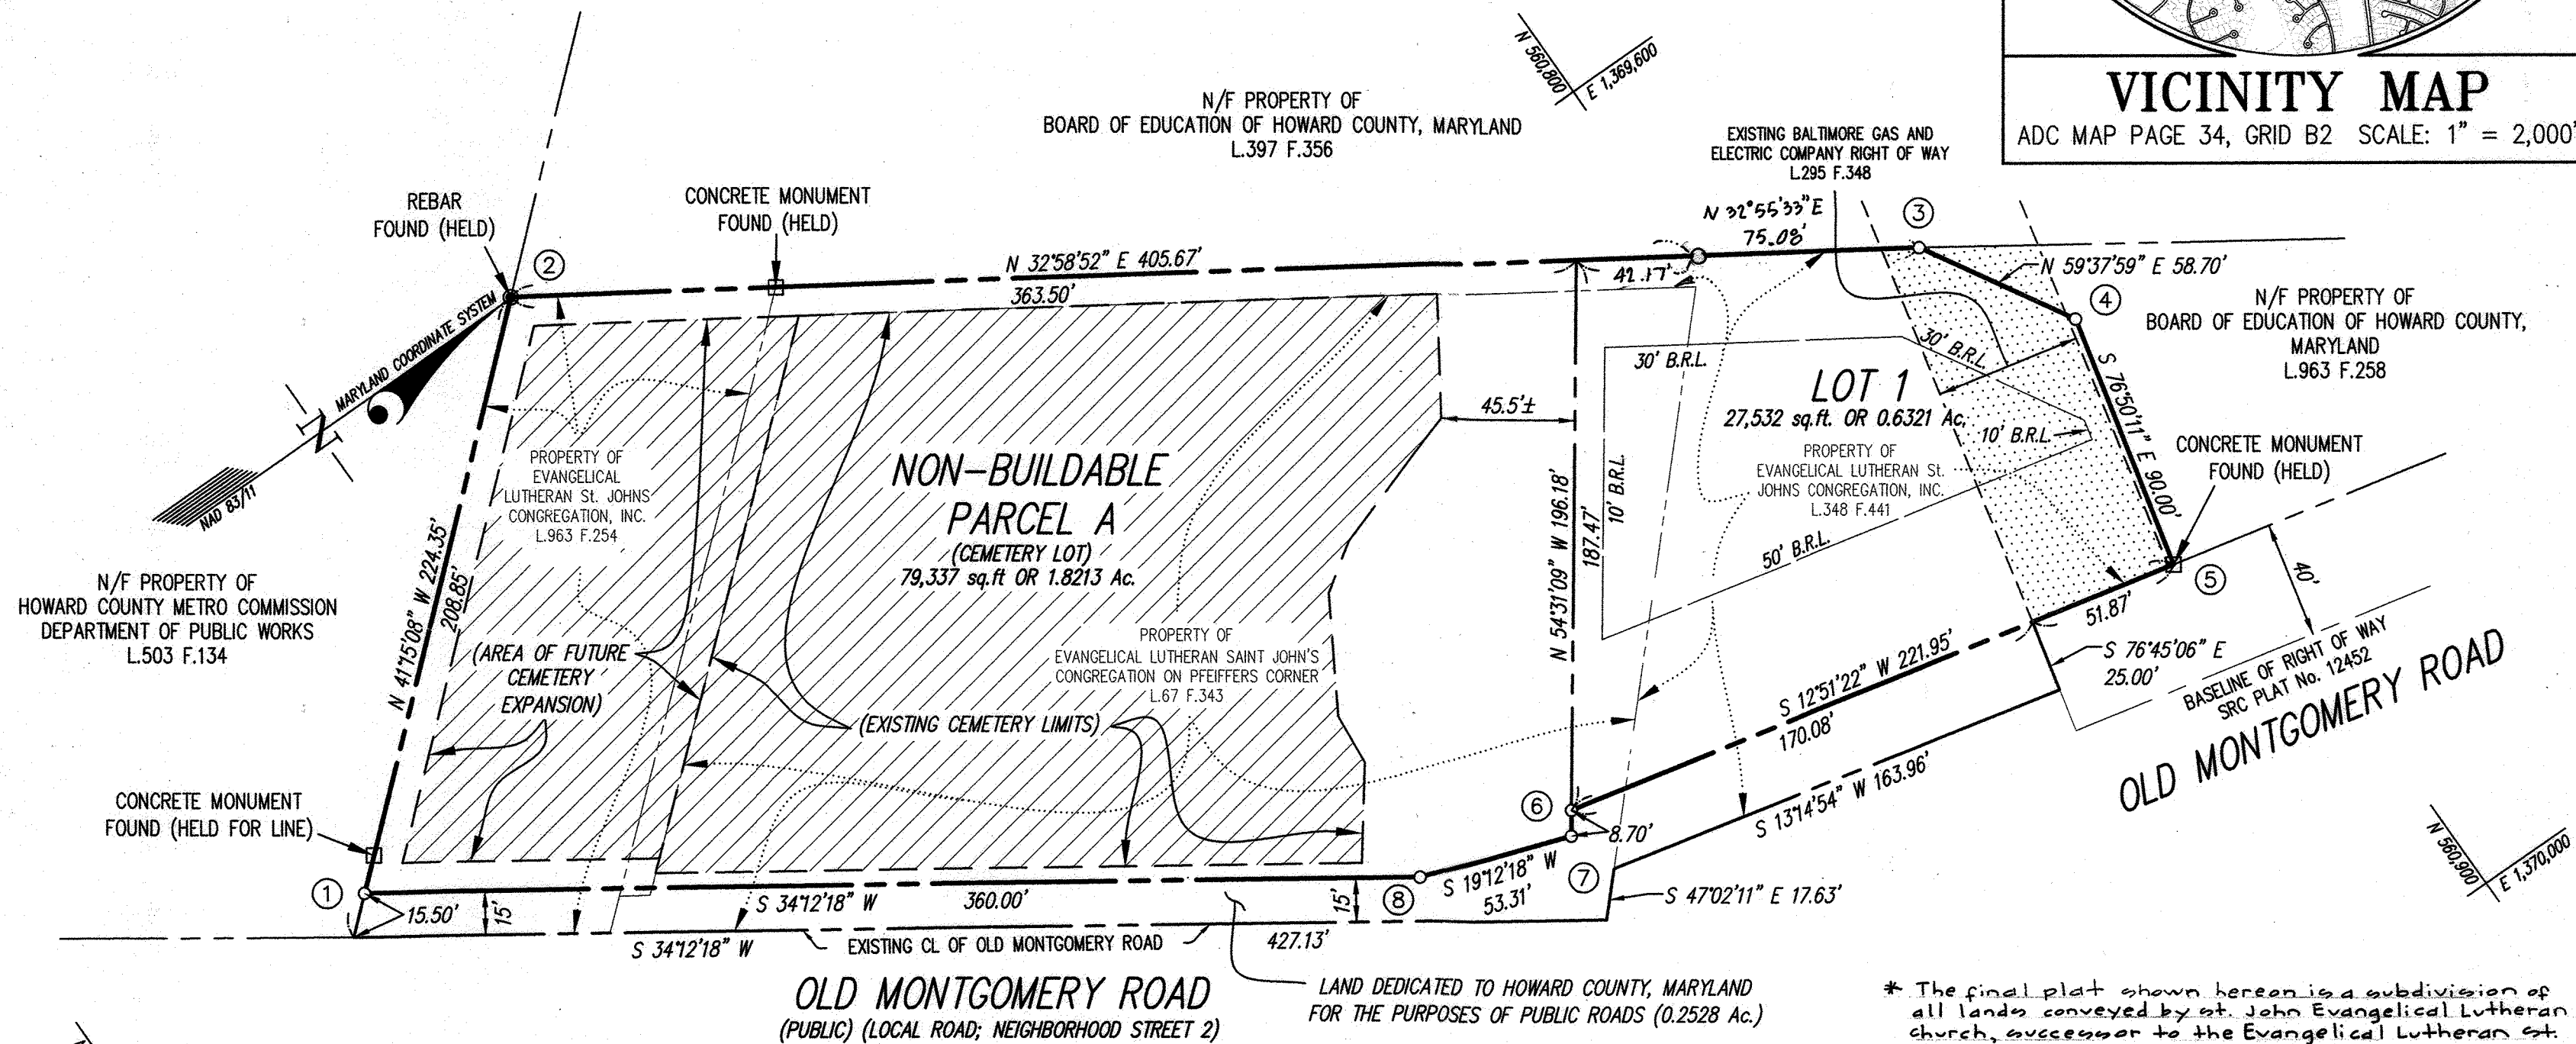 VICINITY MAP
ADC MAP PAGE 34, GRID B2 SCALE: 1" = 2,000'
N 560,800
E 1,369,600
N/F PROPERTY OF
BOARD OF EDUCATION OF HOWARD COUNTY, MARYLAND
L.397 F.356
EXISTING BALTIMORE GAS AND
ELECTRIC COMPANY RIGHT OF WAY
L295 F.348
REBAR
FOUND (HELD)
CONCRETE MONUMENT
FOUND (HELD)
N 32°55'33" E
75.08'
3
2
N 32°58'52" E 405.67'
363.50'
42.17'
N 59°37'59" E 58.70'
4
N/F PROPERTY OF
BOARD OF EDUCATION OF HOWARD COUNTY,
MARYLAND
L.963 F.258
MARYLAND COORDINATE SYSTEM
N
NAD 83/11
30' B.R.L.
30' B.R.L.
LOT 1
27,532 sq.ft. OR 0.6321 Ac.
10' B.R.L.
S 76°50'11" E 90.00'
PROPERTY OF
EVANGELICAL LUTHERAN St.
JOHNS CONGREGATION, INC.
L.348 F.441
CONCRETE MONUMENT
FOUND (HELD)
45.5'±
PROPERTY OF
EVANGELICAL
LUTHERAN St. JOHNS
CONGREGATION, INC.
L.963 F.254
NON-BUILDABLE
PARCEL A
(CEMETERY LOT)
79,337 sq.ft OR 1.8213 Ac.
N 54°31'09" W 196.18'
187.47'
10' B.R.L.
50' B.R.L.
5
40'
51.87'
N/F PROPERTY OF
HOWARD COUNTY METRO COMMISSION
DEPARTMENT OF PUBLIC WORKS
L.503 F.134
N 41°15'08" W 224.35'
208.85'
(AREA OF FUTURE
CEMETERY
EXPANSION)
PROPERTY OF
EVANGELICAL LUTHERAN SAINT JOHN'S
CONGREGATION ON PFEIFFERS CORNER
L.67 F.343
(EXISTING CEMETERY LIMITS)
S 12°51'22" W 221.95'
170.08'
S 76°45'06" E
25.00'
BASELINE OF RIGHT OF WAY
SRC PLAT No. 12452
OLD MONTGOMERY ROAD
CONCRETE MONUMENT
FOUND (HELD FOR LINE)
6
8.70'
S 13°14'54" W 163.96'
N 560,900
E 1,370,000
1
15.50'
15'
S 34°12'18" W
360.00'
15'
8
S 19°12'18" W
53.31'
7
S 47°02'11" E 17.63'
S 34°12'18" W
EXISTING CL OF OLD MONTGOMERY ROAD
427.13'
OLD MONTGOMERY ROAD
(PUBLIC) (LOCAL ROAD; NEIGHBORHOOD STREET 2)
LAND DEDICATED TO HOWARD COUNTY, MARYLAND
FOR THE PURPOSES OF PUBLIC ROADS (0.2528 Ac.)
* The final plat shown hereon is a subdivision of
all lands conveyed by st. John Evangelical Lutheran
church, successor to the Evangelical Lutheran st.